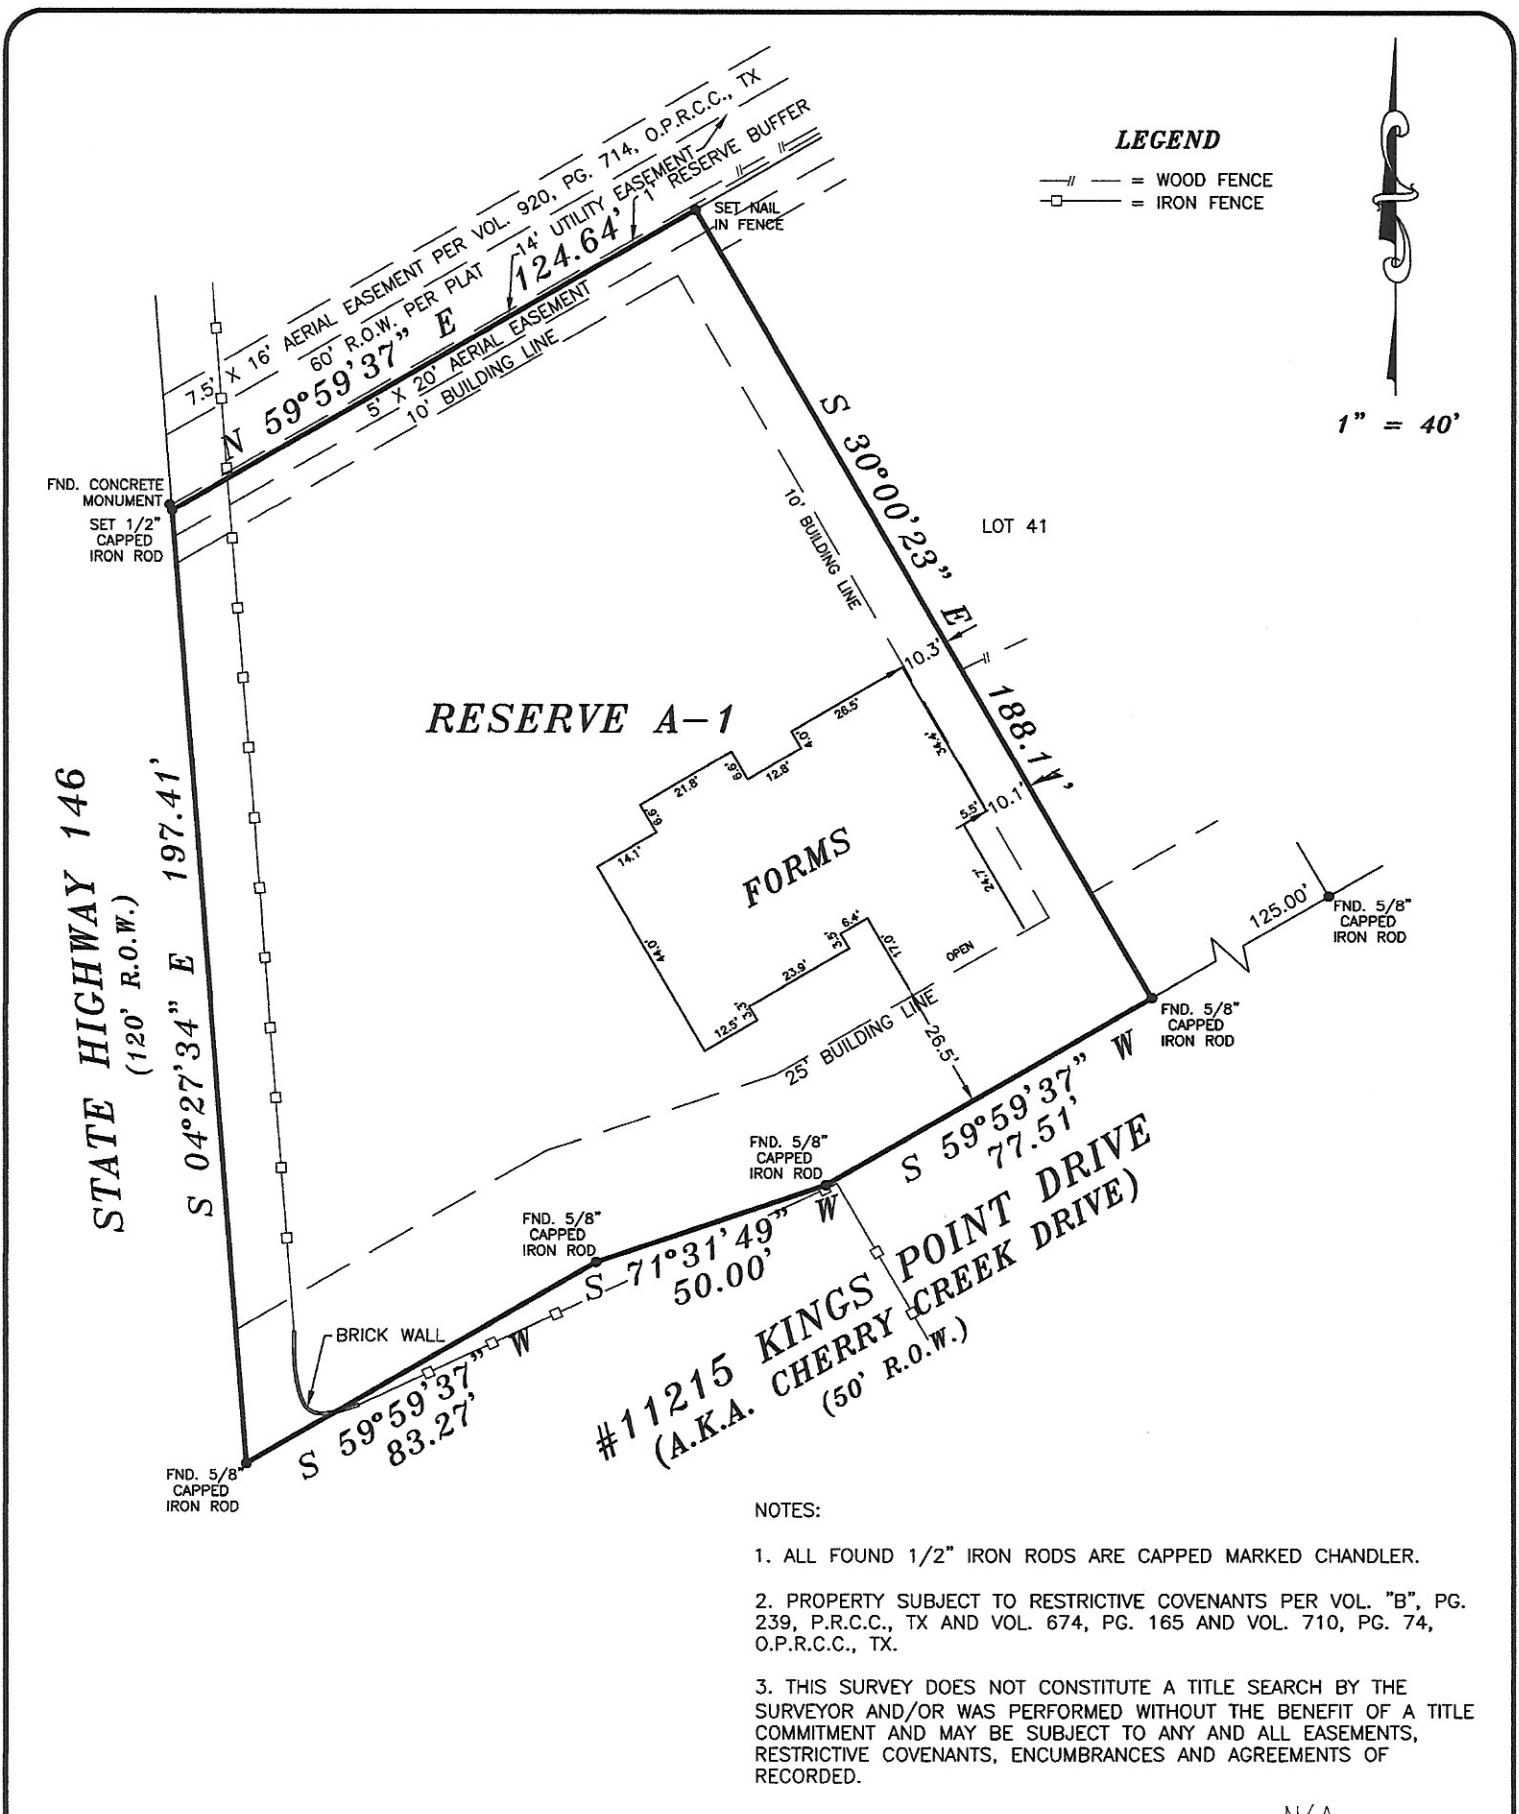 7.5' X 16' AERIAL EASEMENT PER VOL. 920, PG. 714, O.P.R.C.C., TX
60' R.O.W. PER PLAT
14' UTILITY EASEMENT
1' RESERVE BUFFER
N 59°59'37" E 124.64'
5' X 20' AERIAL EASEMENT
10' BUILDING LINE
SET NAIL
IN FENCE
LEGEND
= WOOD FENCE
= IRON FENCE
1" = 40'
FND. CONCRETE
MONUMENT
SET 1/2"
CAPPED
IRON ROD
S 30°00'23" E 188.11'
10' BUILDING LINE
LOT 41
RESERVE A-1
10.3'
26.5'
4.0'
12.8'
6.6'
21.8'
6.6'
14.1'
34.4'
5.5'
10.1'
24.7'
FORMS
44.0'
12.5'
3.3'
23.9'
3.5'
6.4'
17.0'
OPEN
26.5'
25' BUILDING LINE
STATE HIGHWAY 146
(120' R.O.W.)
S 04°27'34" E 197.41'
125.00'
FND. 5/8"
CAPPED
IRON ROD
FND. 5/8"
CAPPED
IRON ROD
S 59°59'37" W
77.51'
FND. 5/8"
CAPPED
IRON ROD
FND. 5/8"
CAPPED
IRON ROD
S 71°31'49" W
50.00'
BRICK WALL
S 59°59'37" W
83.27'
FND. 5/8"
CAPPED
IRON ROD
#11215 KINGS POINT DRIVE
(A.K.A. CHERRY CREEK DRIVE)
(50' R.O.W.)
NOTES:
1. ALL FOUND 1/2" IRON RODS ARE CAPPED MARKED CHANDLER.
2. PROPERTY SUBJECT TO RESTRICTIVE COVENANTS PER VOL. "B", PG.
239, P.R.C.C., TX AND VOL. 674, PG. 165 AND VOL. 710, PG. 74,
O.P.R.C.C., TX.
3. THIS SURVEY DOES NOT CONSTITUTE A TITLE SEARCH BY THE
SURVEYOR AND/OR WAS PERFORMED WITHOUT THE BENEFIT OF A TITLE
COMMITMENT AND MAY BE SUBJECT TO ANY AND ALL EASEMENTS,
RESTRICTIVE COVENANTS, ENCUMBRANCES AND AGREEMENTS OF
RECORDED.
N/A